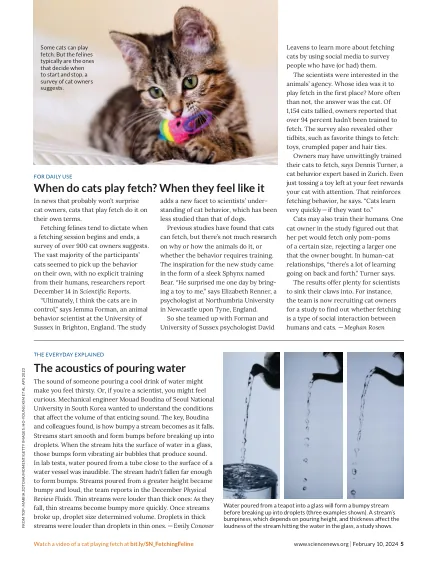 Some cats can play
fetch. But the felines
typically are the ones
that decide when
to start and stop, a
survey of cat owners
suggests.
FOR DAILY USE
When do cats play fetch? When they feel like it
In news that probably won't surprise
cat owners, cats that play fetch do it on
their own terms.
Fetching felines tend to dictate when
a fetching session begins and ends, a
survey of over 900 cat owners suggests.
The vast majority of the participants'
cats seemed to pick up the behavior
on their own, with no explicit training
from their humans, researchers report
December 14 in Scientific Reports.
"Ultimately, I think the cats are in
control," says Jemma Forman, an animal
behavior scientist at the University of
Sussex in Brighton, England. The study
adds a new facet to scientists' under-
standing of cat behavior, which has been
less studied than that of dogs.
Previous studies have found that cats
can fetch, but there's not much research
on why or how the animals do it, or
whether the behavior requires training.
The inspiration for the new study came
in the form of a sleek Sphynx named
Bear. "He surprised me one day by bring-
ing a toy to me," says Elizabeth Renner, a
psychologist at Northumbria University
in Newcastle upon Tyne, England.
So she teamed up with Forman and
University of Sussex psychologist David
Leavens to learn more about fetching
cats by using social media to survey
people who have (or had) them.
The scientists were interested in the
animals' agency. Whose idea was it to
play fetch in the first place? More often
than not, the answer was the cat. Of
1,154 cats tallied, owners reported that
over 94 percent hadn't been trained to
fetch. The survey also revealed other
tidbits, such as favorite things to fetch:
toys, crumpled paper and hair ties.
Owners may have unwittingly trained
their cats to fetch, says Dennis Turner, a
cat behavior expert based in Zurich. Even
just tossing a toy left at your feet rewards
your cat with attention. That reinforces
fetching behavior, he says. "Cats learn
very quickly — if they want to."
Cats may also train their humans. One
cat owner in the study figured out that
her pet would fetch only pom-poms
of a certain size, rejecting a larger one
that the owner bought. In human-cat
relationships, "there's a lot of learning
going on back and forth," Turner says.
The results offer plenty for scientists
to sink their claws into. For instance,
the team is now recruiting cat owners
for a study to find out whether fetching
is a type of social interaction between
humans and cats. — Meghan Rosen
THE EVERYDAY EXPLAINED
The acoustics of pouring water
The sound of someone pouring a cool drink of water might
make you feel thirsty. Or, if you're a scientist, you might feel
curious. Mechanical engineer Mouad Boudina of Seoul National
University in South Korea wanted to understand the conditions
that affect the volume of that enticing sound. The key, Boudina
and colleagues found, is how bumpy a stream becomes as it falls.
Streams start smooth and form bumps before breaking up into
droplets. When the stream hits the surface of water in a glass,
those bumps form vibrating air bubbles that produce sound.
In lab tests, water poured from a tube close to the surface of a
water vessel was inaudible. The stream hadn't fallen far enough
to form bumps. Streams poured from a greater height became
bumpy and loud, the team reports in the December Physical
Review Fluids. Thin streams were louder than thick ones: As they
fall, thin streams become bumpy more quickly. Once streams
broke up, droplet size determined volume. Droplets in thick
streams were louder than droplets in thin ones. — Emily Conover
Water poured from a teapot into a glass will form a bumpy stream
before breaking up into droplets (three examples shown). A stream's
bumpiness, which depends on pouring height, and thickness affect the
loudness of the stream hitting the water in the glass, a study shows.
Watch a video of a cat playing fetch at bit.ly/SN_FetchingFeline
www.sciencenews.org | February 10, 2024 5